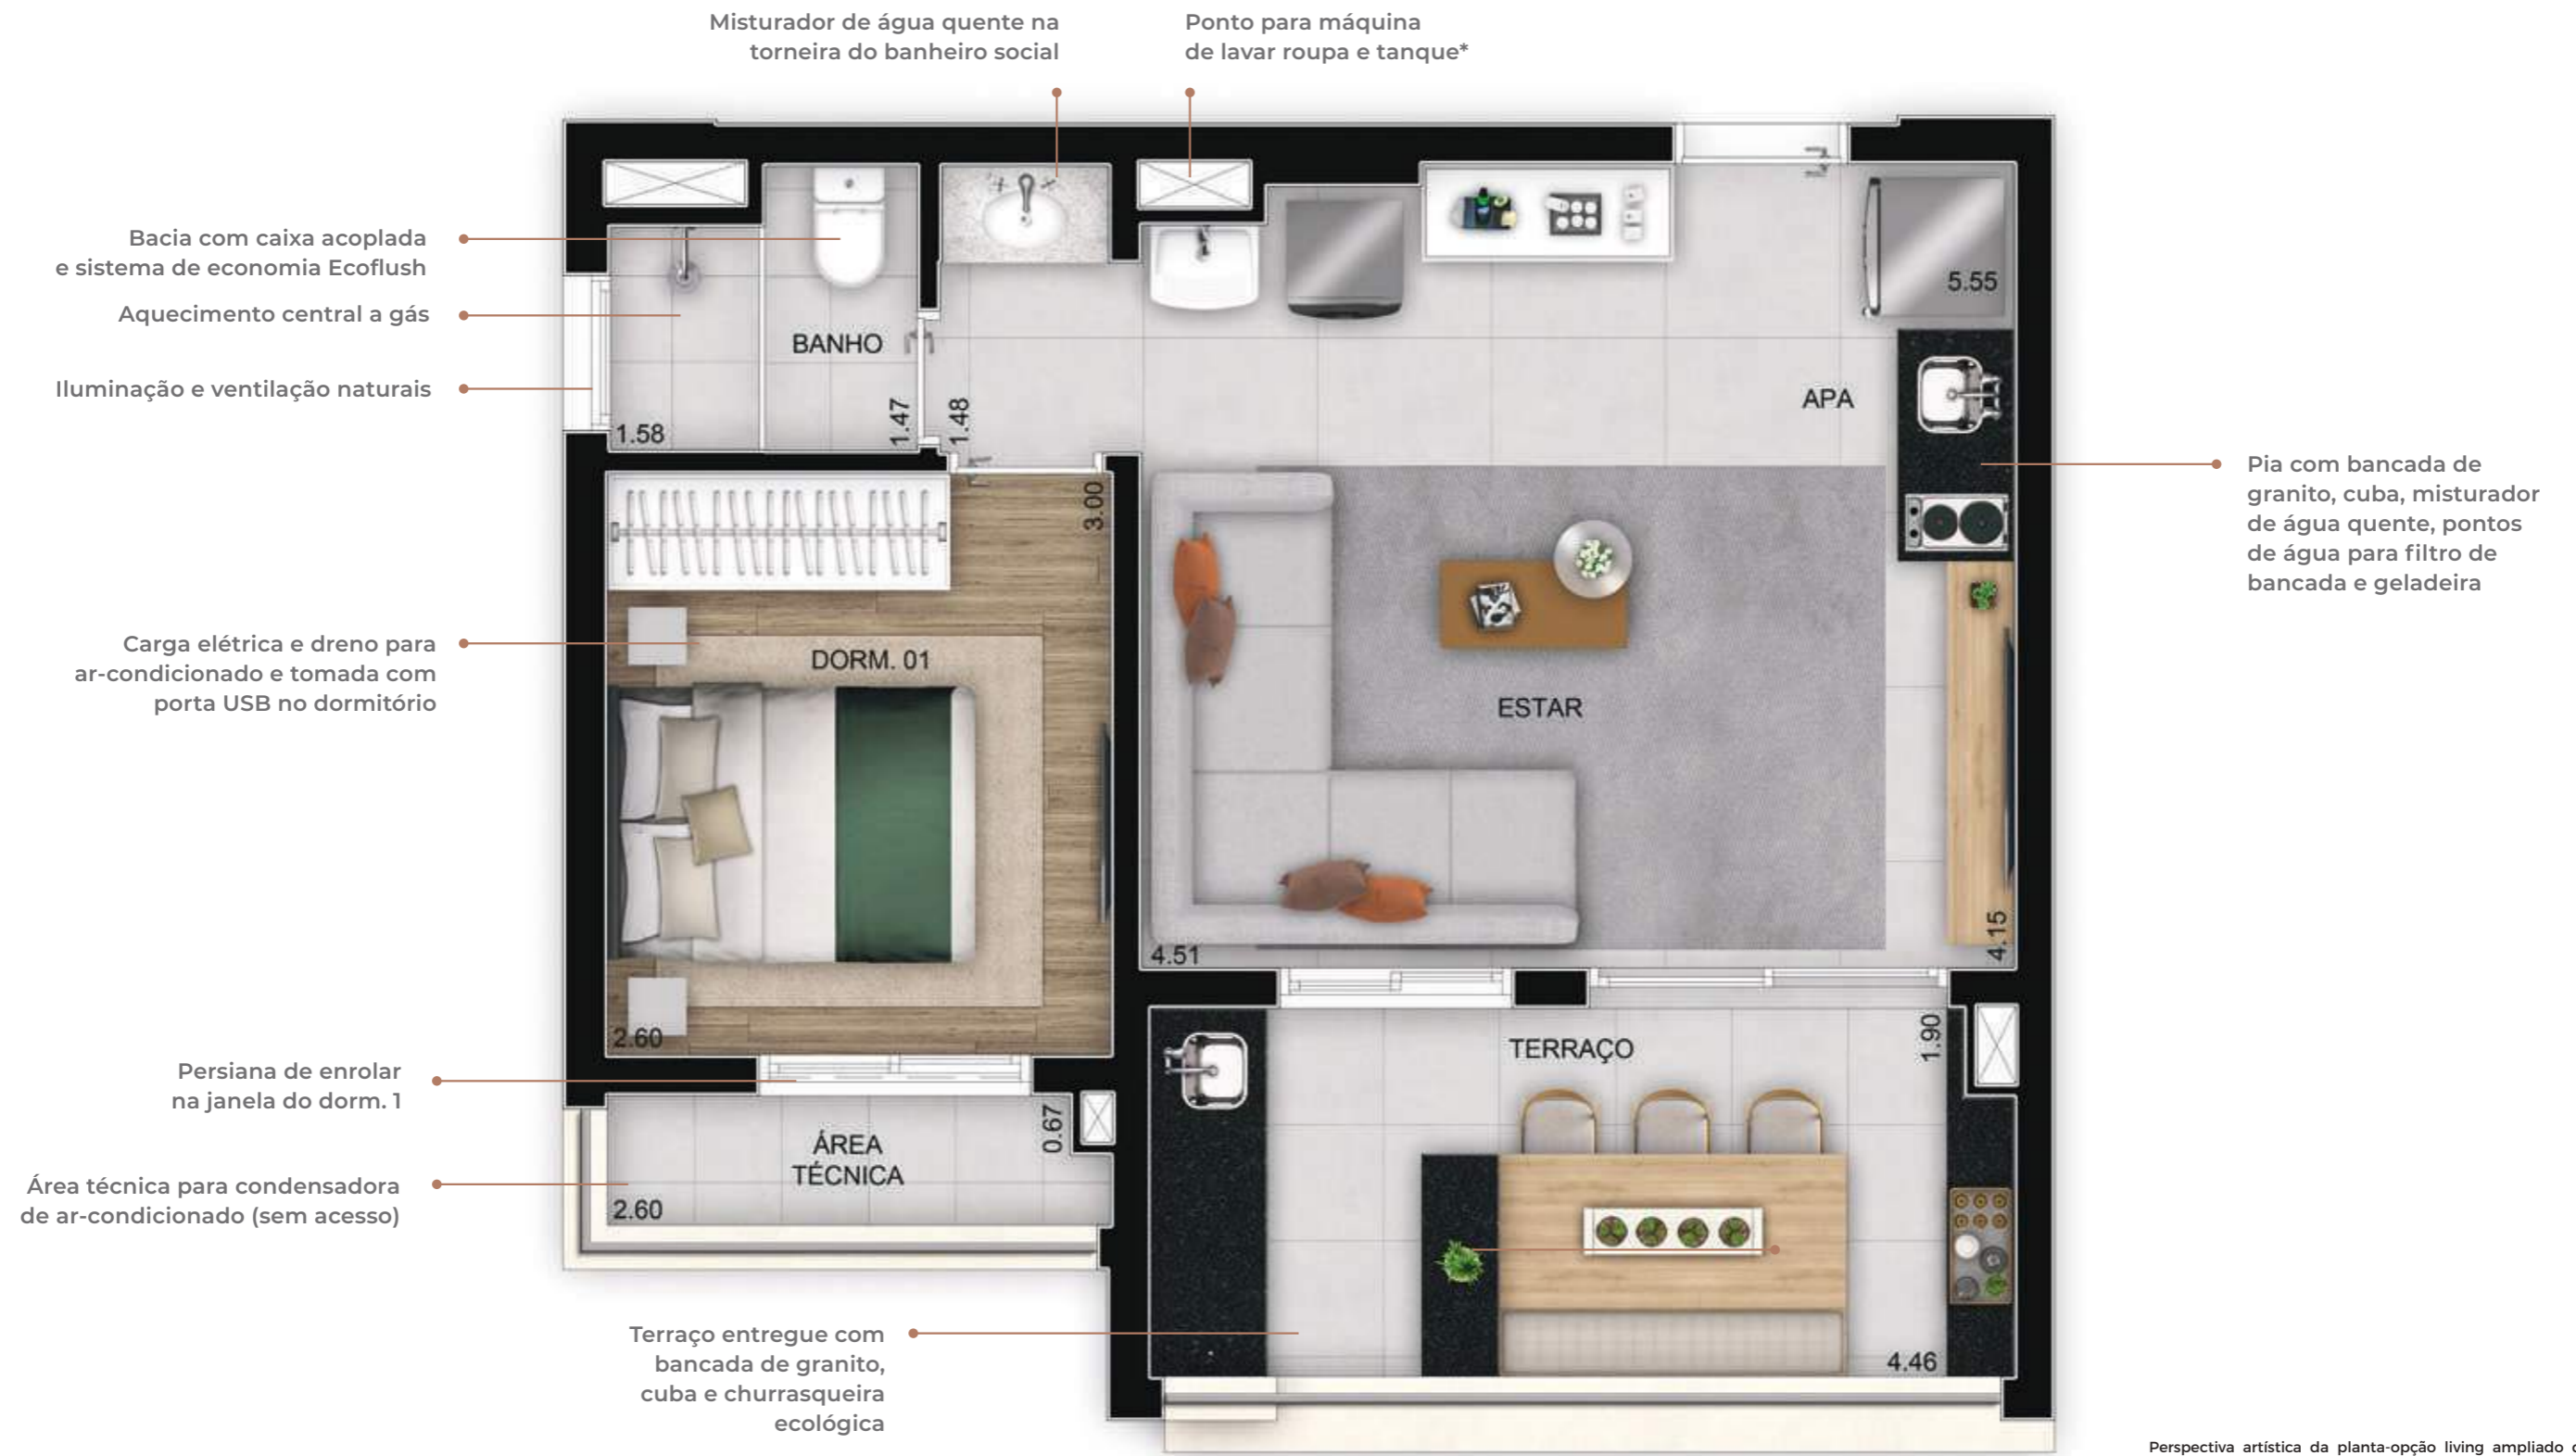 Misturador de água quente na
torneira do banheiro social
Ponto para máquina
de lavar roupa e tanque*
Bacia com caixa acoplada
e sistema de economia Ecoflush
Aquecimento central a gás
Iluminação e ventilação naturais
BANHO
1.58
1.47
1.48
5.55
APA
Pia com bancada de
granito, cuba, misturador
de água quente, pontos
de água para filtro de
bancada e geladeira
3.00
Carga elétrica e dreno para
ar-condicionado e tomada com
porta USB no dormitório
DORM. 01
ESTAR
2.60
4.51
4.15
Persiana de enrolar
na janela do dorm. 1
TERRAÇO
1.90
ÁREA
TÉCNICA
0.67
2.60
Área técnica para condensadora
de ar-condicionado (sem acesso)
Terraço entregue com
bancada de granito,
cuba e churrasqueira
ecológica
4.46
Perspectiva artística da planta-opção living ampliado